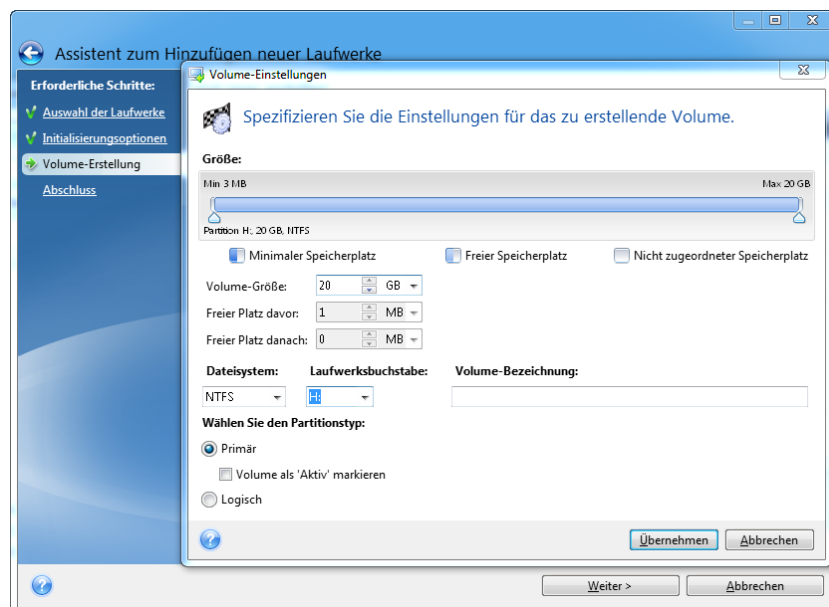 Assistent zum Hinzufügen neuer Laufwerke
Erforderliche Schritte:
Auswahl der Laufwerke
Initialisierungsoptionen
Volume-Erstellung
Abschluss
Volume-Einstellungen
Spezifizieren Sie die Einstellungen für das zu erstellende Volume.
Größe:
Min 3 MB Max 20 GB
Partition H:, 20 GB, NTFS
Minimaler Speicherplatz Freier Speicherplatz Nicht zugeordneter Speicherplatz
Volume-Größe: 20 GB
Freier Platz davor: 1 MB
Freier Platz danach: 0 MB
Dateisystem: Laufwerksbuchstabe: Volume-Bezeichnung:
NTFS H:
Wählen Sie den Partitionstyp:
Primär
Volume als 'Aktiv' markieren
Logisch
Übernehmen Abbrechen
Weiter > Abbrechen